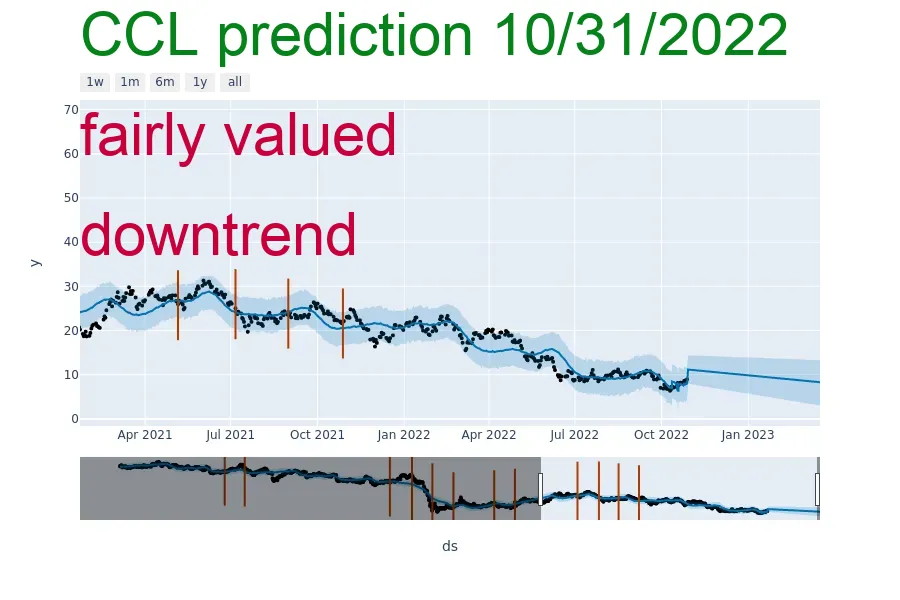 CCL prediction 10/31/2022
1w 1m 6m 1y all
70
fairly valued
60
50
downtrend
40
y
30
20
10
0
Apr 2021 Jul 2021 Oct 2021 Jan 2022 Apr 2022 Jul 2022 Oct 2022 Jan 2023
ds